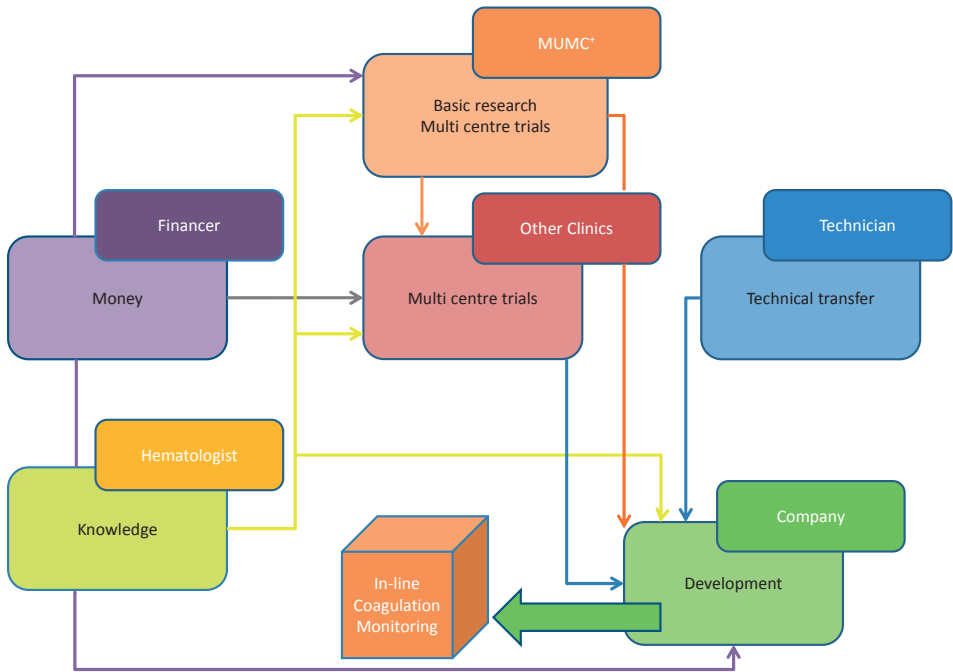 MUMC⁺
Basic research
Multi centre trials
Financer
Money
Other Clinics
Multi centre trials
Technician
Technical transfer
Hematologist
Knowledge
Company
Development
In-line
Coagulation
Monitoring